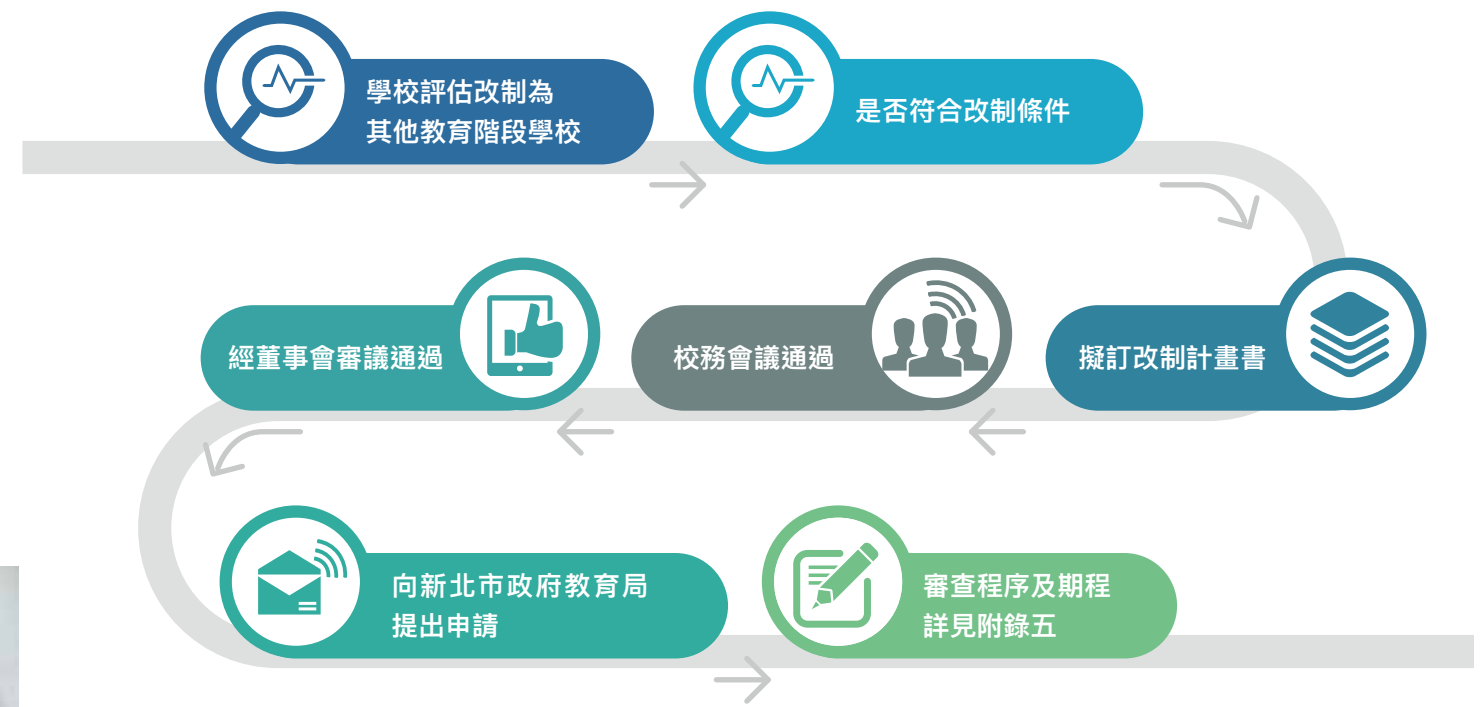 學校評估改制為
其他教育階段學校
是否符合改制條件
擬訂改制計畫書
校務會議通過
經董事會審議通過
向新北市政府教育局
提出申請
審查程序及期程
詳見附錄五